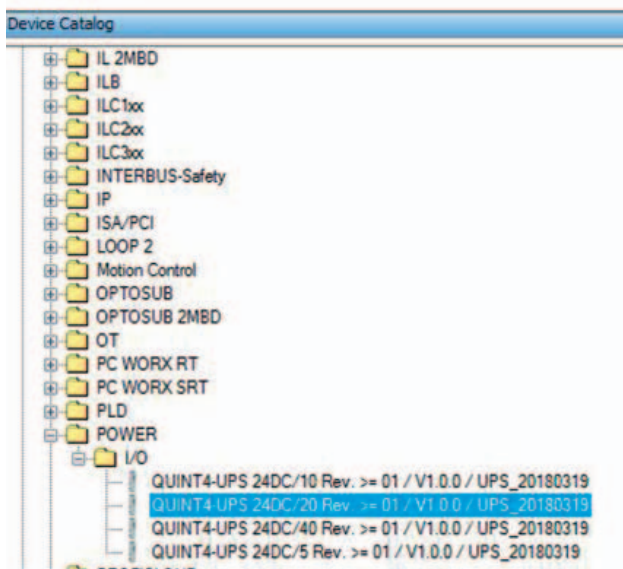 Device Catalog
IL 2MBD
ILB
ILC1xx
ILC2xx
ILC3xx
INTERBUS-Safety
IP
ISA/PCI
LOOP 2
Motion Control
OPTOSUB
OPTOSUB 2MBD
OT
PC WORX RT
PC WORX SRT
PLD
POWER
I/O
QUINT4-UPS 24DC/10 Rev. >= 01 / V1.0.0 / UPS_20180319
QUINT4-UPS 24DC/20 Rev. >= 01 / V1.0.0 / UPS_20180319
QUINT4-UPS 24DC/40 Rev. >= 01 / V1.0.0 / UPS_20180319
QUINT4-UPS 24DC/5 Rev. >= 01 / V1.0.0 / UPS_20180319